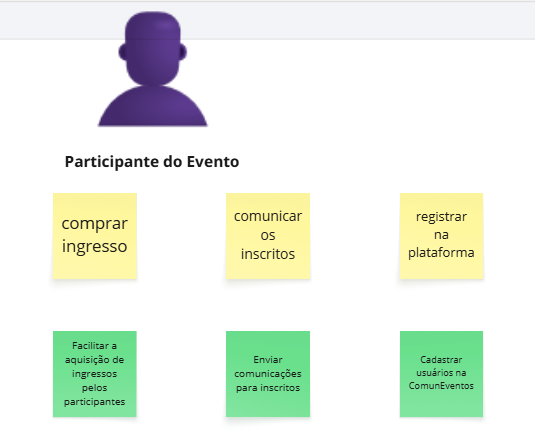 Participante do Evento
comprar
ingresso
comunicar
os
inscritos
registrar
na
plataforma
Facilitar a
aquisição de
ingressos
pelos
participantes
Enviar
comunicações
para inscritos
Cadastrar
usuários na
ComunEventos